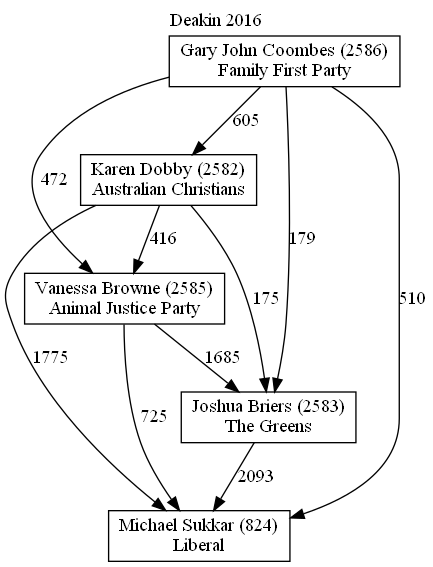 Deakin 2016
Gary John Coombes (2586)
Family First Party
605
Karen Dobby (2582)
Australian Christians
472
416
179
Vanessa Browne (2585)
Animal Justice Party
175
510
1775
1685
Joshua Briers (2583)
The Greens
725
2093
Michael Sukkar (824)
Liberal